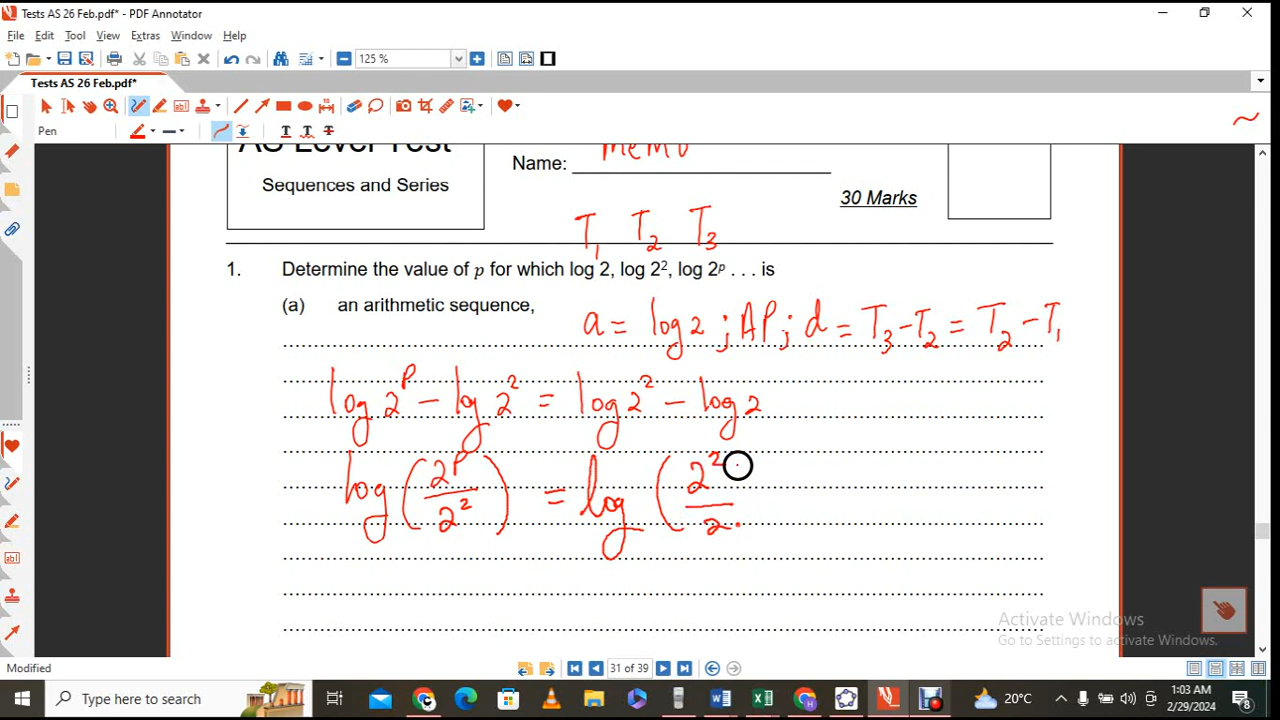 Tests AS 26 Feb.pdf* - PDF Annotator
File Edit Tool View Extras Window Help
125 %
Tests AS 26 Feb.pdf*
Pen
AS Level Test
Name: MEMO
Sequences and Series
30 Marks
T₁ T₂ T₃
1. Determine the value of p for which log 2, log 2², log 2ᵖ . . . is
(a) an arithmetic sequence,
a = log 2 ; AP ; d = T₃ - T₂ = T₂ - T₁
log 2ᵖ - log 2² = log 2² - log 2
log (2ᵖ/2²) = log (2²/2
Activate Windows
Go to Settings to activate Windows.
Modified
31 of 39
Type here to search
20°C
1:03 AM
2/29/2024
8